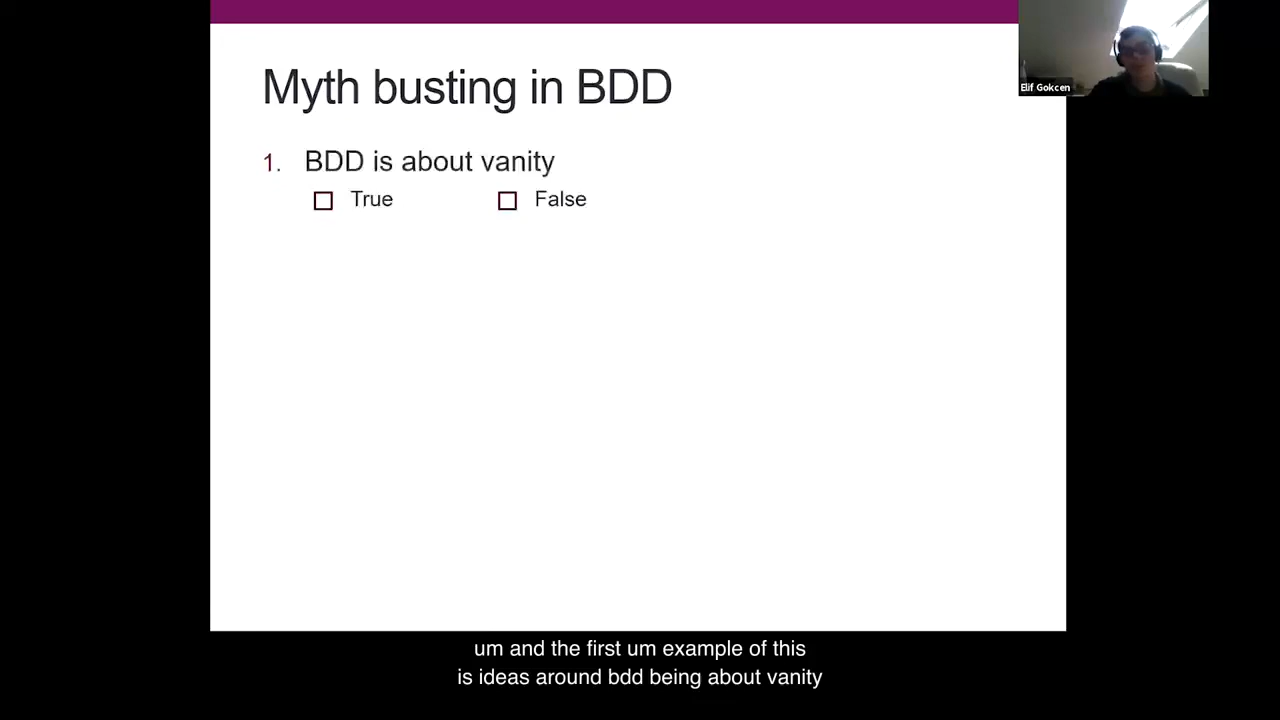 Myth busting in BDD
Elif Gokcen
1. BDD is about vanity
True False
um and the first um example of this
is ideas around bdd being about vanity